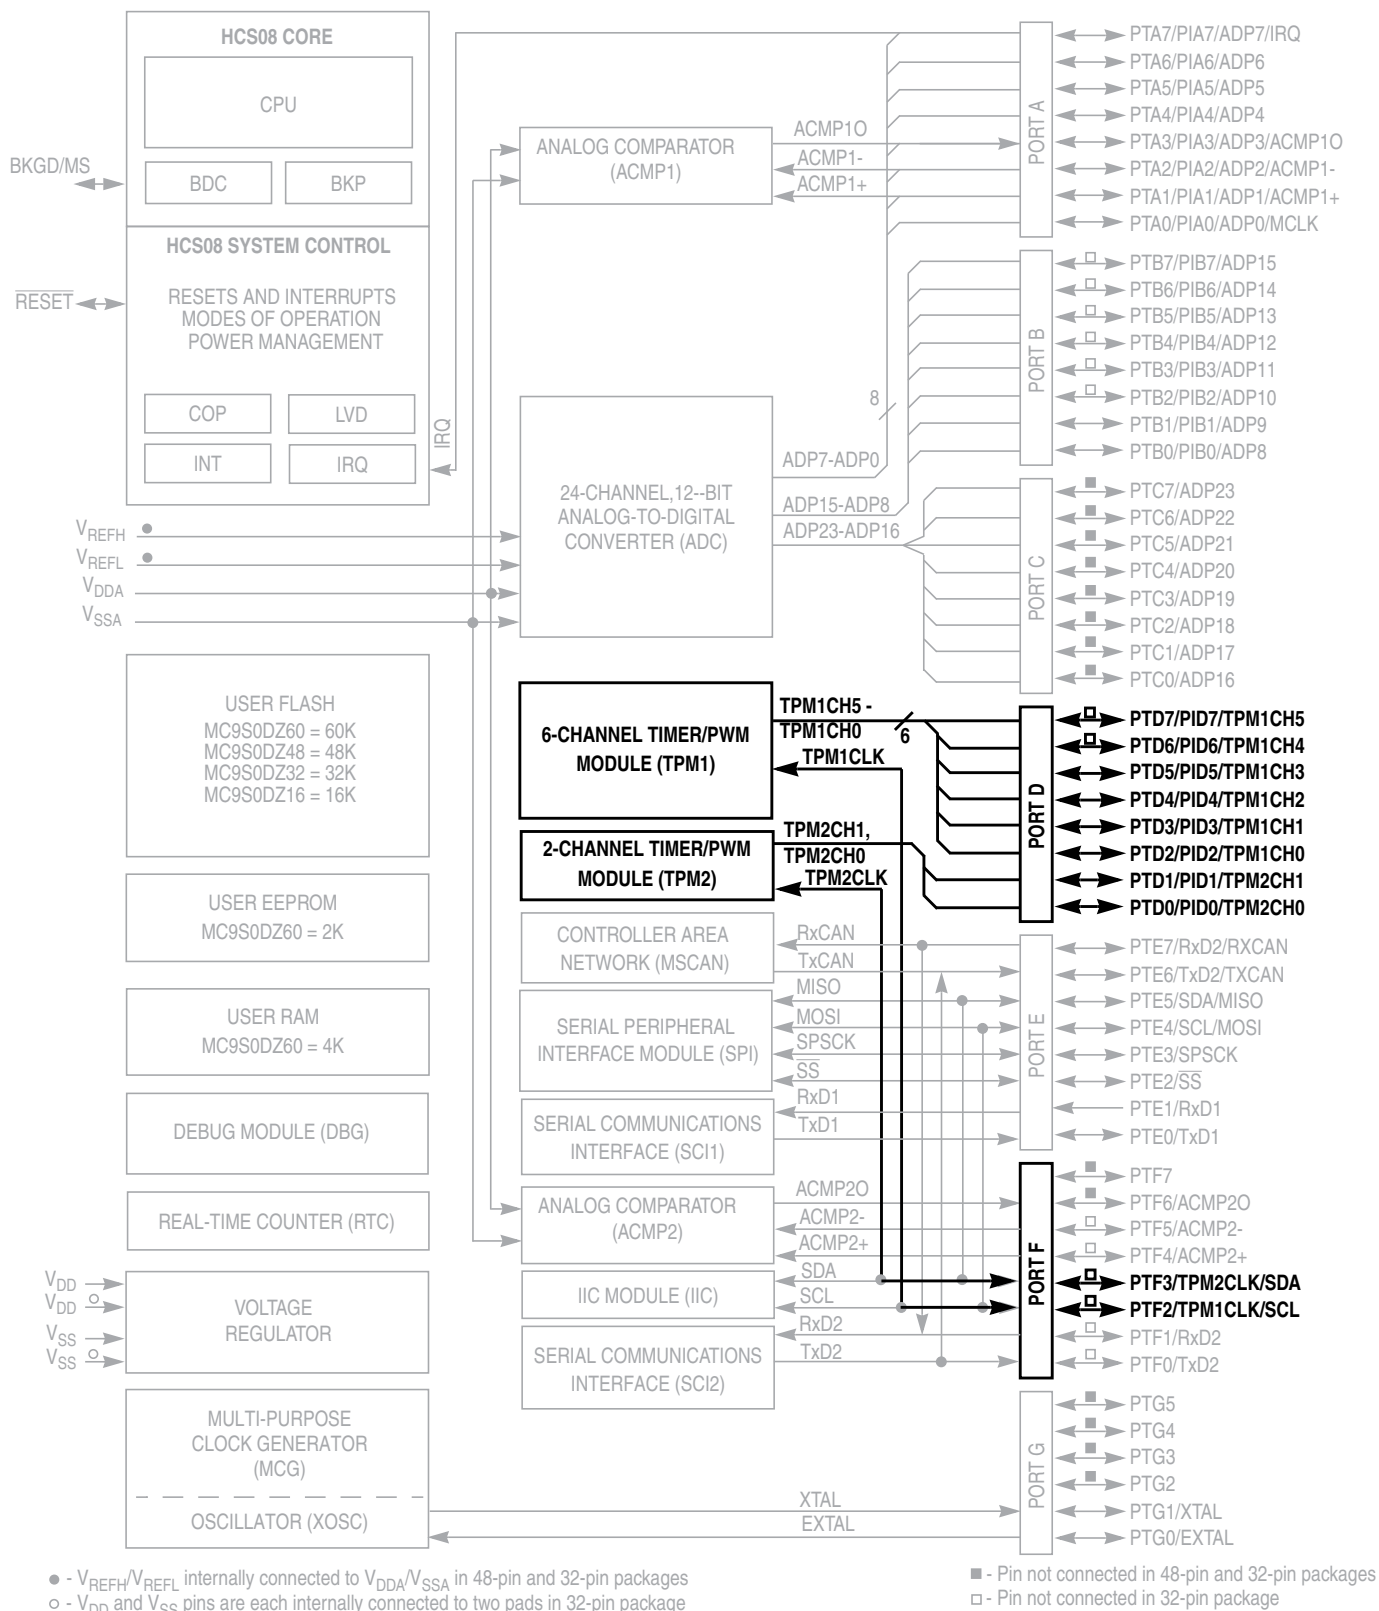 HCS08 CORE
CPU
BDC
BKP
BKGD/MS
HCS08 SYSTEM CONTROL
RESETS AND INTERRUPTS
MODES OF OPERATION
POWER MANAGEMENT
RESET
COP
LVD
INT
IRQ
IRQ
VREFH
VREFL
VDDA
VSSA
USER FLASH
MC9S0DZ60 = 60K
MC9S0DZ48 = 48K
MC9S0DZ32 = 32K
MC9S0DZ16 = 16K
USER EEPROM
MC9S0DZ60 = 2K
USER RAM
MC9S0DZ60 = 4K
DEBUG MODULE (DBG)
REAL-TIME COUNTER (RTC)
VDD
VDD
VSS
VSS
VOLTAGE
REGULATOR
MULTI-PURPOSE
CLOCK GENERATOR
(MCG)
OSCILLATOR (XOSC)
ANALOG COMPARATOR
(ACMP1)
ACMP1O
ACMP1-
ACMP1+
24-CHANNEL,12--BIT
ANALOG-TO-DIGITAL
CONVERTER (ADC)
8
ADP7-ADP0
ADP15-ADP8
ADP23-ADP16
6-CHANNEL TIMER/PWM
MODULE (TPM1)
TPM1CH5 -
TPM1CH0
6
TPM1CLK
2-CHANNEL TIMER/PWM
MODULE (TPM2)
TPM2CH1,
TPM2CH0
TPM2CLK
CONTROLLER AREA
NETWORK (MSCAN)
RxCAN
TxCAN
SERIAL PERIPHERAL
INTERFACE MODULE (SPI)
MISO
MOSI
SPSCK
SS
SERIAL COMMUNICATIONS
INTERFACE (SCI1)
RxD1
TxD1
ANALOG COMPARATOR
(ACMP2)
ACMP2O
ACMP2-
ACMP2+
IIC MODULE (IIC)
SDA
SCL
SERIAL COMMUNICATIONS
INTERFACE (SCI2)
RxD2
TxD2
XTAL
EXTAL
PORT A
PTA7/PIA7/ADP7/IRQ
PTA6/PIA6/ADP6
PTA5/PIA5/ADP5
PTA4/PIA4/ADP4
PTA3/PIA3/ADP3/ACMP1O
PTA2/PIA2/ADP2/ACMP1-
PTA1/PIA1/ADP1/ACMP1+
PTA0/PIA0/ADP0/MCLK
PORT B
PTB7/PIB7/ADP15
PTB6/PIB6/ADP14
PTB5/PIB5/ADP13
PTB4/PIB4/ADP12
PTB3/PIB3/ADP11
PTB2/PIB2/ADP10
PTB1/PIB1/ADP9
PTB0/PIB0/ADP8
PORT C
PTC7/ADP23
PTC6/ADP22
PTC5/ADP21
PTC4/ADP20
PTC3/ADP19
PTC2/ADP18
PTC1/ADP17
PTC0/ADP16
PORT D
PTD7/PID7/TPM1CH5
PTD6/PID6/TPM1CH4
PTD5/PID5/TPM1CH3
PTD4/PID4/TPM1CH2
PTD3/PID3/TPM1CH1
PTD2/PID2/TPM1CH0
PTD1/PID1/TPM2CH1
PTD0/PID0/TPM2CH0
PORT E
PTE7/RxD2/RXCAN
PTE6/TxD2/TXCAN
PTE5/SDA/MISO
PTE4/SCL/MOSI
PTE3/SPSCK
PTE2/SS
PTE1/RxD1
PTE0/TxD1
PORT F
PTF7
PTF6/ACMP2O
PTF5/ACMP2-
PTF4/ACMP2+
PTF3/TPM2CLK/SDA
PTF2/TPM1CLK/SCL
PTF1/RxD2
PTF0/TxD2
PORT G
PTG5
PTG4
PTG3
PTG2
PTG1/XTAL
PTG0/EXTAL
● - VREFH/VREFL internally connected to VDDA/VSSA in 48-pin and 32-pin packages
○ - VDD and VSS pins are each internally connected to two pads in 32-pin package
■ - Pin not connected in 48-pin and 32-pin packages
□ - Pin not connected in 32-pin package